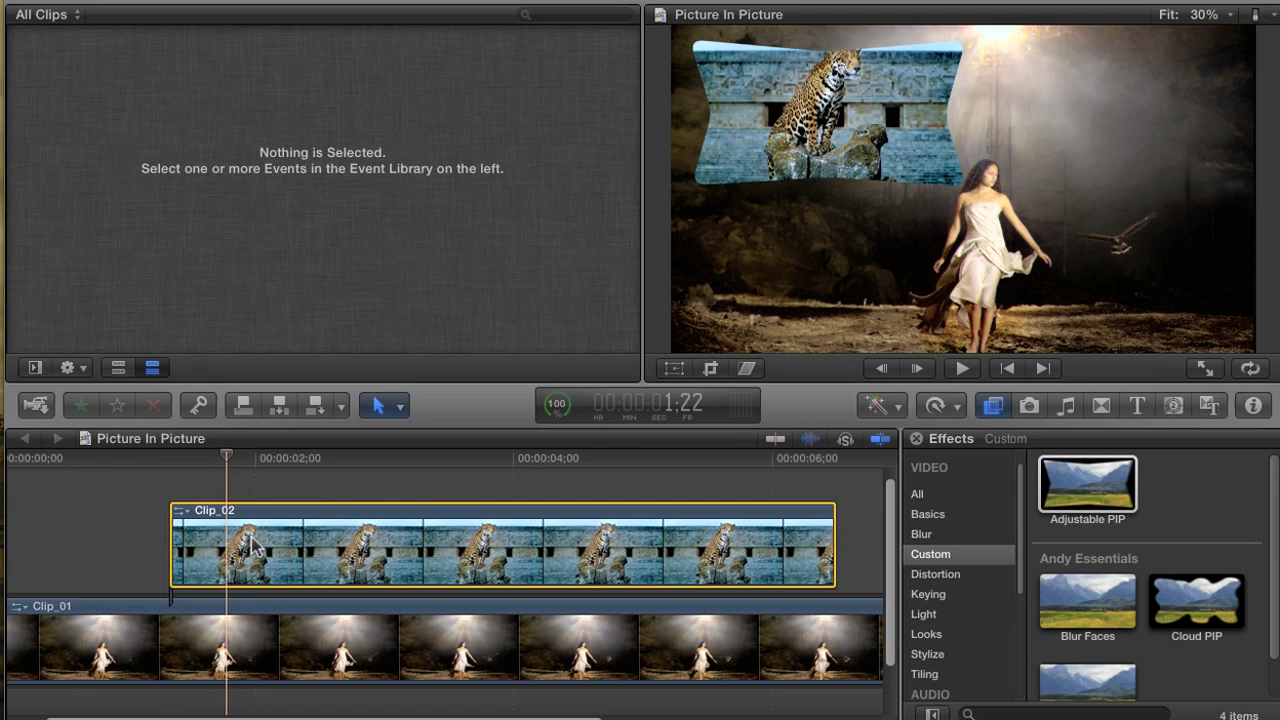 All Clips
Picture In Picture
Fit: 30%
Nothing is Selected.
Select one or more Events in the Event Library on the left.
100
%
00:00:01;22
HR MIN SEC FR
Picture In Picture
Effects Custom
0:00:00;00
00:00:02;00
00:00:04;00
00:00:06;00
Clip_02
Clip_01
VIDEO
All
Basics
Blur
Custom
Distortion
Keying
Light
Looks
Stylize
Tiling
AUDIO
Adjustable PIP
Andy Essentials
Blur Faces
Cloud PIP
4 items